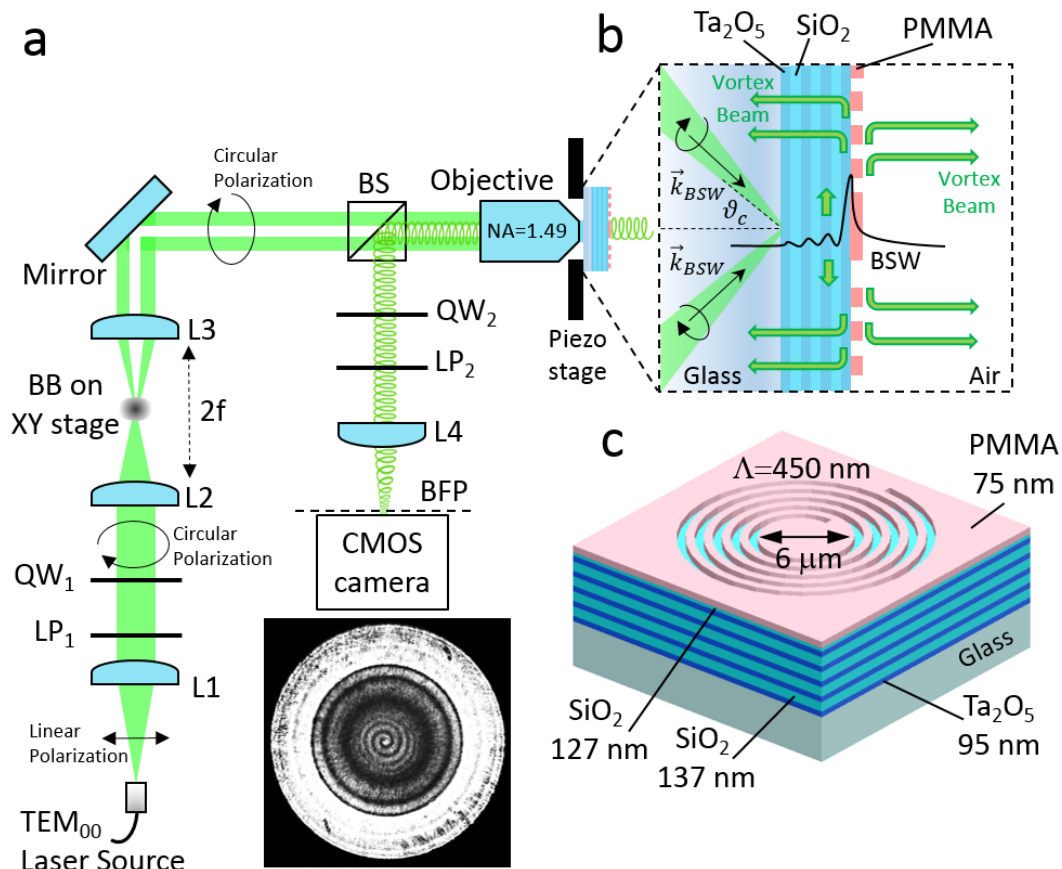 a
Circular
Polarization
BS
Objective
NA=1.49
Mirror
L3
BB on
XY stage
2f
L2
Circular
Polarization
QW1
LP1
L1
Linear
Polarization
TEM00
Laser Source
QW2
LP2
L4
BFP
CMOS
camera
Piezo
stage
b
Ta2O5
SiO2
PMMA
Vortex
Beam
k⃗BSW
ϑc
k⃗BSW
Vortex
Beam
BSW
Glass
Air
c
Λ=450 nm
PMMA
75 nm
6 μm
Glass
SiO2
127 nm
SiO2
137 nm
Ta2O5
95 nm